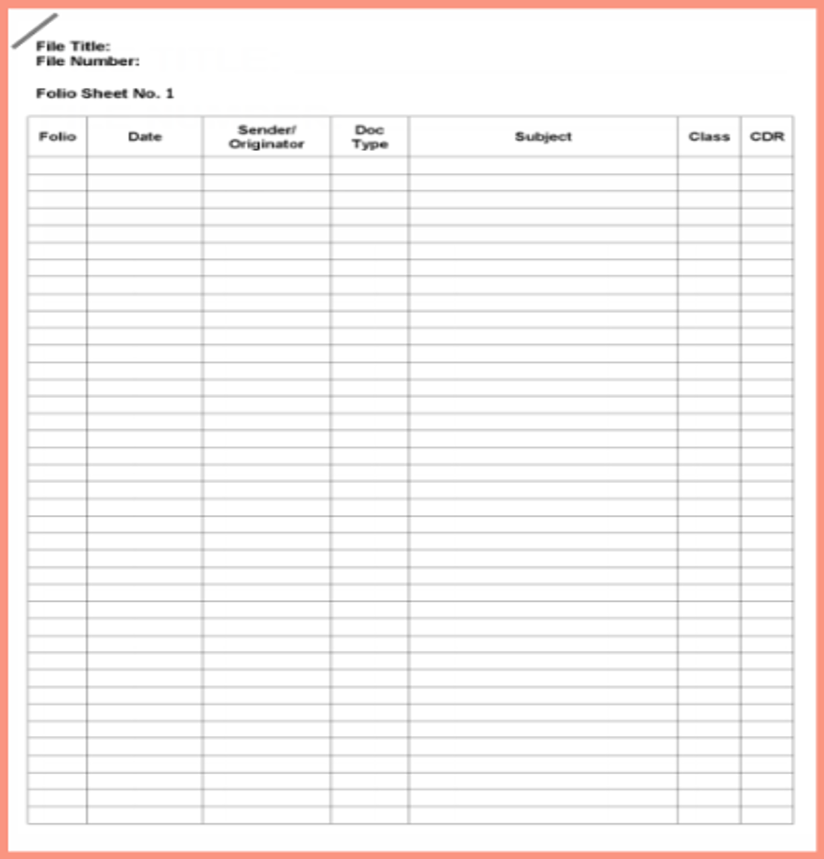 File Title:
File Number:
Folio Sheet No. 1
Folio Date Sender/ Originator Doc Type Subject Class CDR